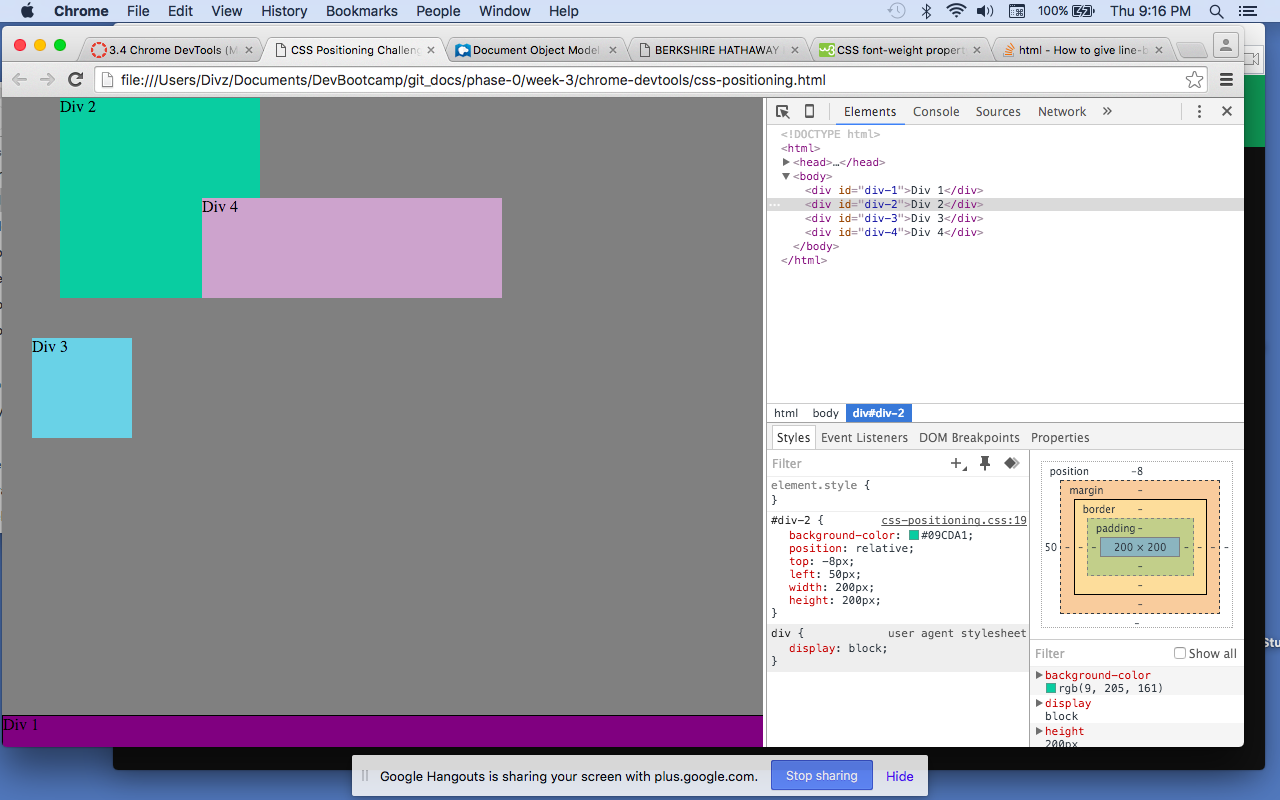 Chrome File Edit View History Bookmarks People Window Help 100% Thu 9:16 PM
3.4 Chrome DevTools (M
CSS Positioning Challeng
Document Object Model
BERKSHIRE HATHAWAY
CSS font-weight propert
html - How to give line-b
file:///Users/Divz/Documents/DevBootcamp/git_docs/phase-0/week-3/chrome-devtools/css-positioning.html
Div 2
Div 4
Div 3
Div 1
Elements Console Sources Network »
<!DOCTYPE html>
<html>
<head>…</head>
<body>
<div id="div-1">Div 1</div>
<div id="div-2">Div 2</div>
<div id="div-3">Div 3</div>
<div id="div-4">Div 4</div>
</body>
</html>
html body div#div-2
Styles Event Listeners DOM Breakpoints Properties
Filter
element.style {
}
#div-2 { css-positioning.css:19
background-color: #09CDA1;
position: relative;
top: -8px;
left: 50px;
width: 200px;
height: 200px;
}
div { user agent stylesheet
display: block;
}
position -8
margin -
border -
padding -
50 - - - 200 × 200 - - - -
-
-
-
-
Filter Show all
background-color
rgb(9, 205, 161)
display
block
height
200px
Google Hangouts is sharing your screen with plus.google.com. Stop sharing Hide